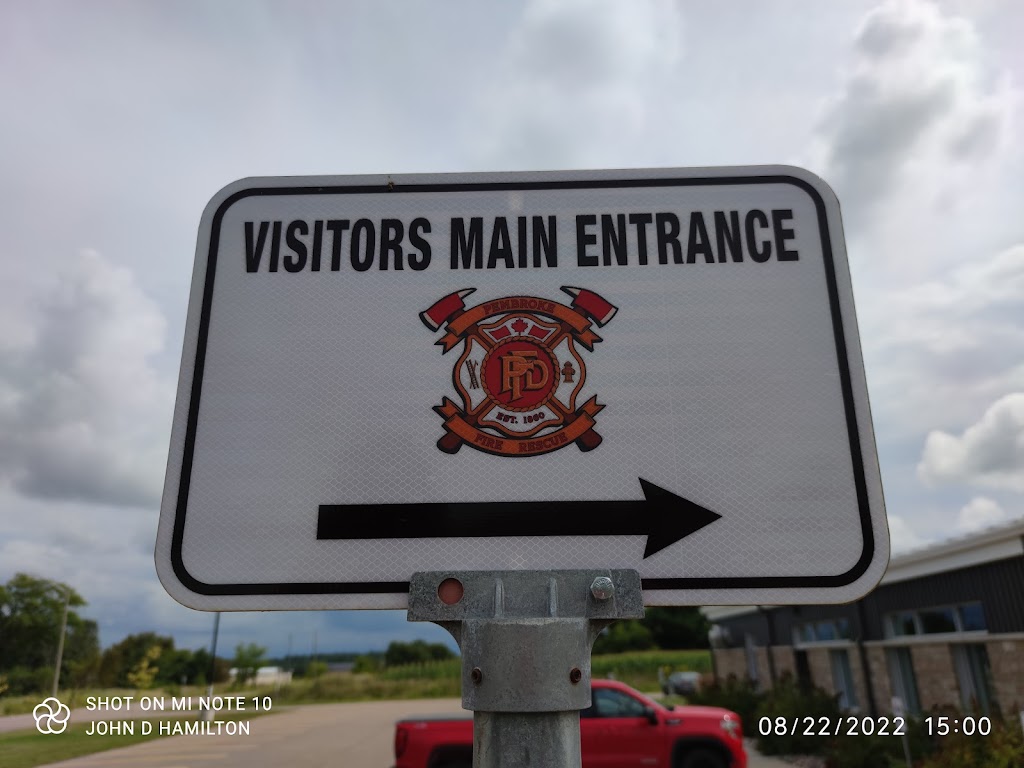 VISITORS MAIN ENTRANCE
PEMBROKE
PFD
EST. 1960
FIRE RESCUE
SHOT ON MI NOTE 10
JOHN D HAMILTON
08/22/2022 15:00